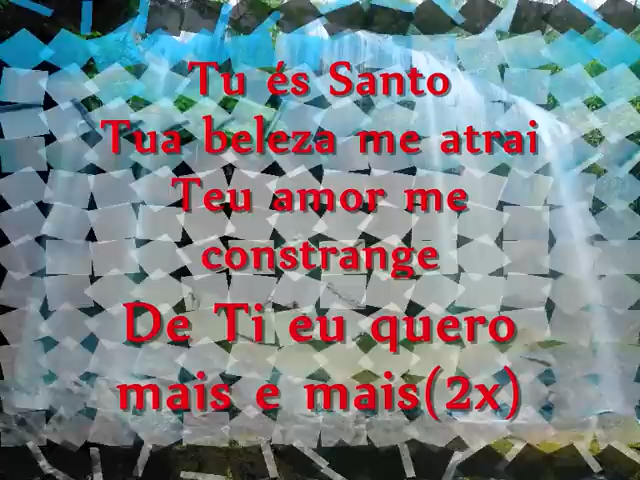 Tu és Santo
Tua beleza me atrai
Teu amor me
constrange
De Ti eu quero
mais e mais(2x)